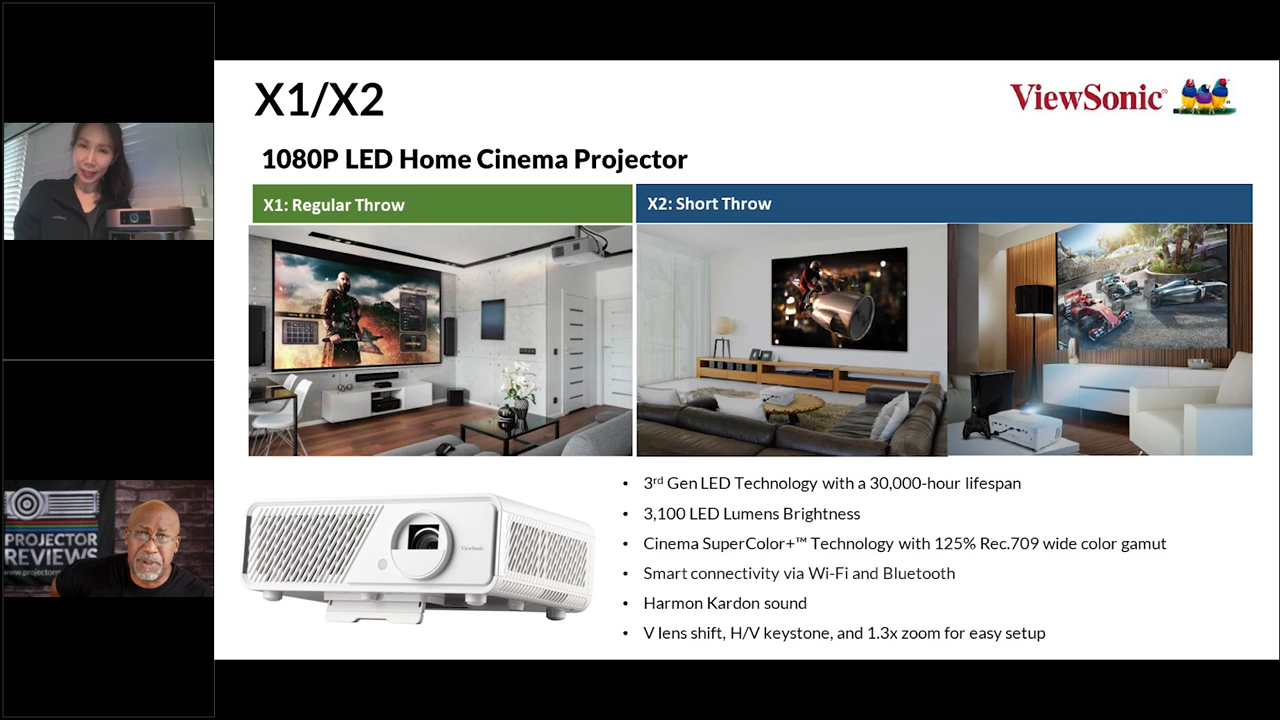 X1/X2
ViewSonic
1080P LED Home Cinema Projector
X1: Regular Throw
X2: Short Throw
• 3rd Gen LED Technology with a 30,000-hour lifespan
• 3,100 LED Lumens Brightness
• Cinema SuperColor+™ Technology with 125% Rec.709 wide color gamut
• Smart connectivity via Wi-Fi and Bluetooth
• Harmon Kardon sound
• V lens shift, H/V keystone, and 1.3x zoom for easy setup
ViewSonic
PROJECTOR
REVIEWS